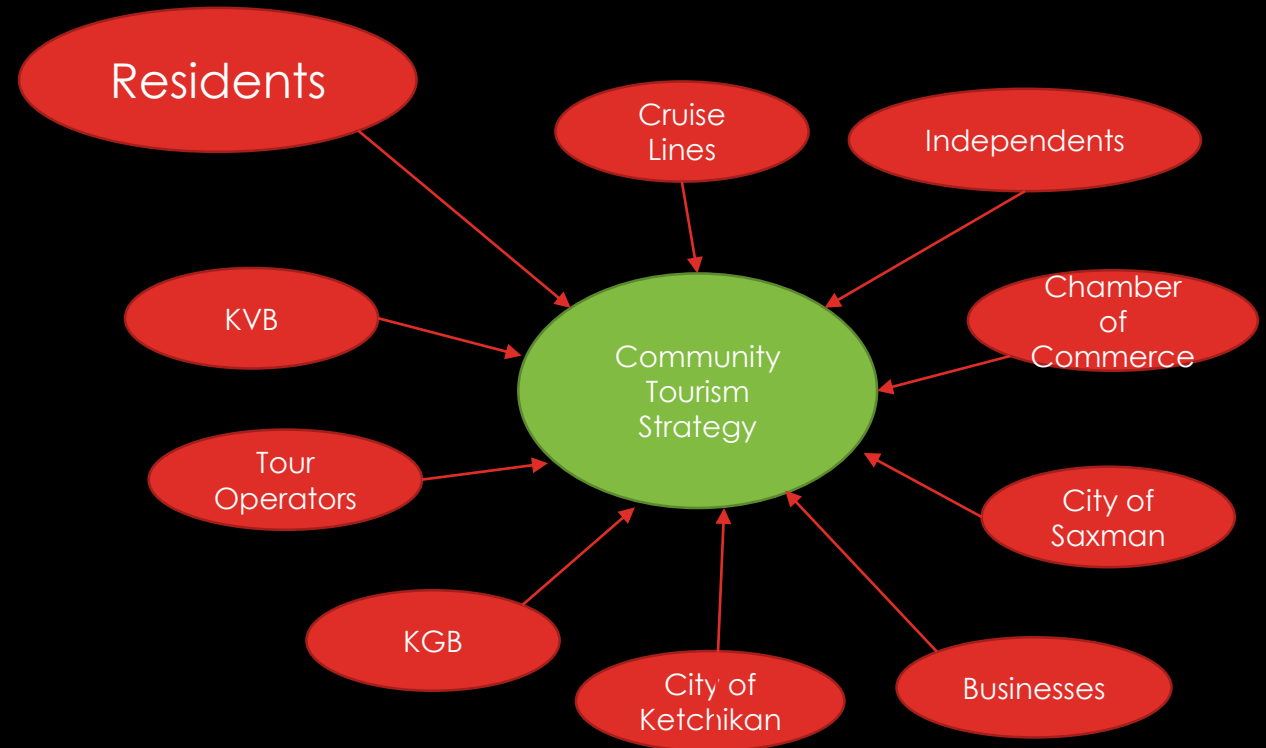 Residents
Cruise
Lines
Independents
KVB
Community
Tourism
Strategy
Chamber
of
Commerce
Tour
Operators
City of
Saxman
KGB
City of
Ketchikan
Businesses